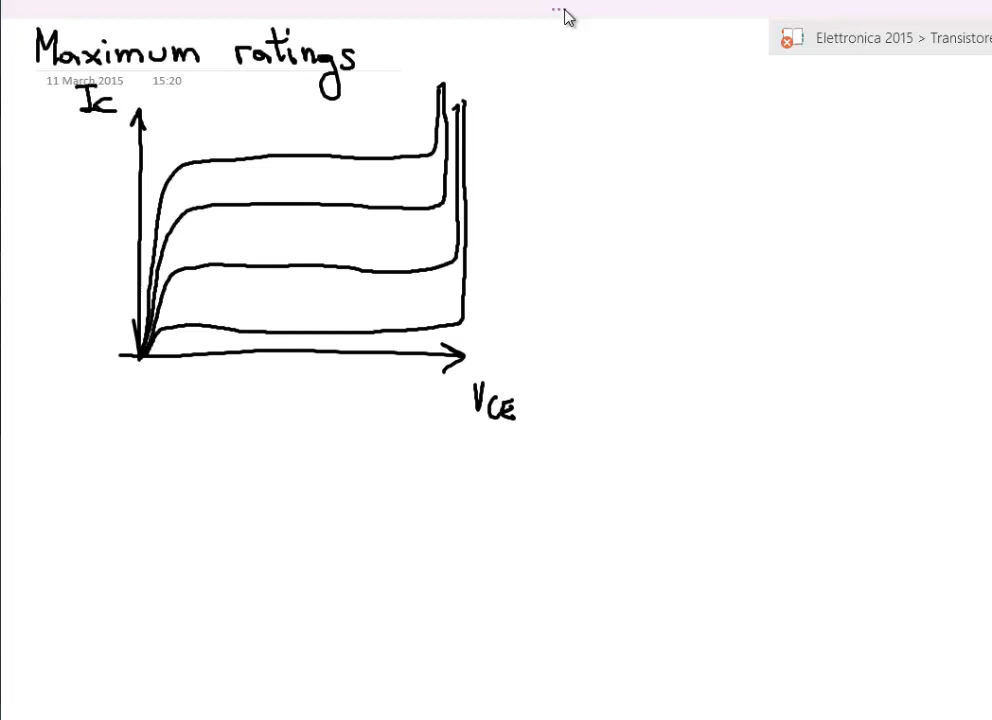 Elettronica 2015 > Transistore
Maximum ratings
11 March 2015 15:20
Ic
VCE